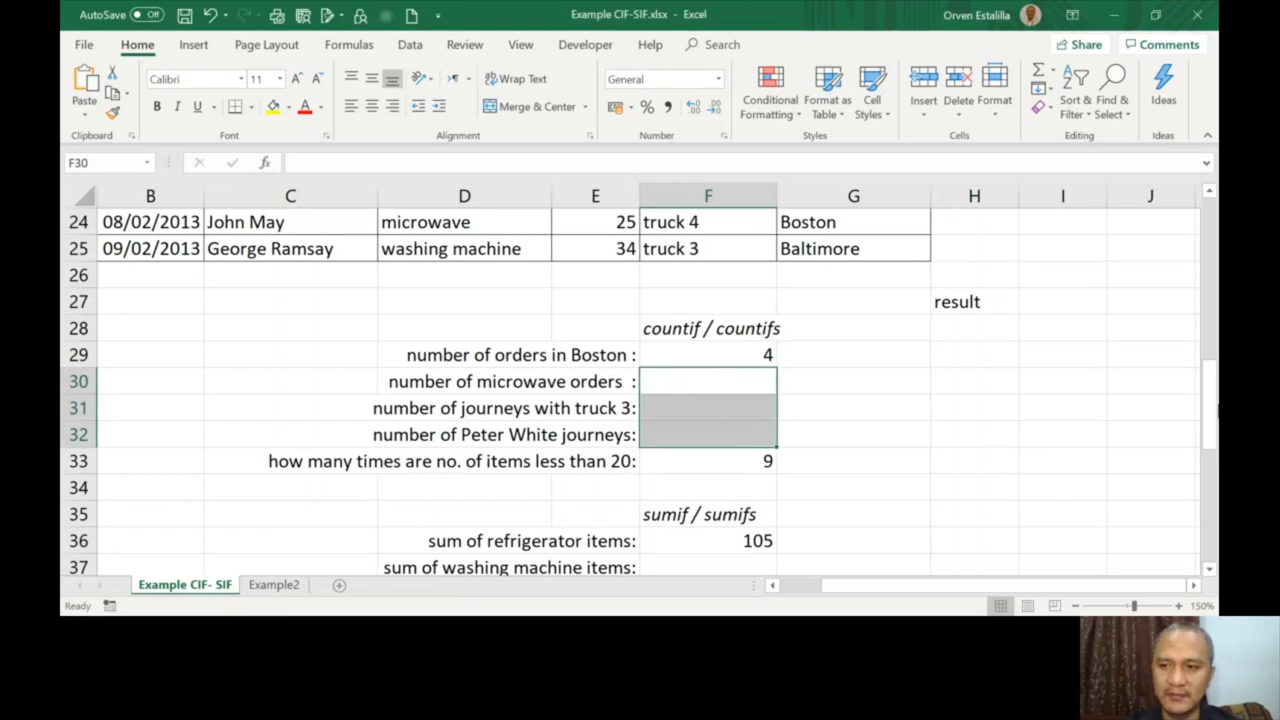 AutoSave Off Example CIF-SIF.xlsx - Excel Orven Estalilla
File Home Insert Page Layout Formulas Data Review View Developer Help Search Share Comments
Paste
Calibri 11 A A
B I U A
Wrap Text
Merge & Center
General
% ,
Conditional Formatting
Format as Table
Cell Styles
Insert
Delete
Format
Sort & Filter
Find & Select
Ideas
Clipboard Font Alignment Number Styles Cells Editing Ideas
F30 fx
B C D E F G H I J
24 08/02/2013 John May microwave 25 truck 4 Boston
25 09/02/2013 George Ramsay washing machine 34 truck 3 Baltimore
26
27 result
28 countif / countifs
29 number of orders in Boston : 4
30 number of microwave orders :
31 number of journeys with truck 3:
32 number of Peter White journeys:
33 how many times are no. of items less than 20: 9
34
35 sumif / sumifs
36 sum of refrigerator items: 105
37 sum of washing machine items:
Example CIF- SIF Example2
Ready 150%